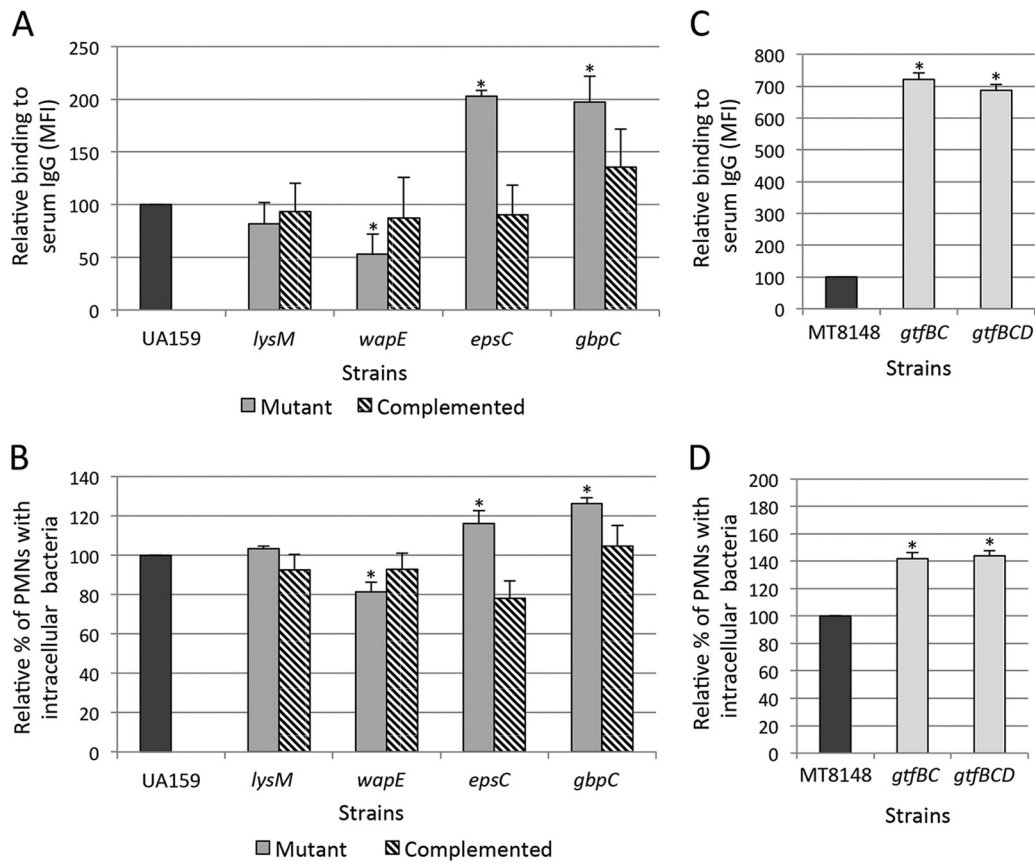 A
Relative binding to
serum IgG (MFI)
250
200
150
100
50
0
*
*
*
UA159
lysM
wapE
epsC
gbpC
Strains
Mutant
Complemented
B
Relative % of PMNs with
intracellular bacteria
140
120
100
80
60
40
20
0
*
*
*
UA159
lysM
wapE
epsC
gbpC
Strains
Mutant
Complemented
C
Relative binding to
serum IgG (MFI)
800
700
600
500
400
300
200
100
0
*
*
MT8148
gtfBC
gtfBCD
Strains
D
Relative % of PMNs with
intracellular bacteria
200
180
160
140
120
100
80
60
40
20
0
*
*
MT8148
gtfBC
gtfBCD
Strains